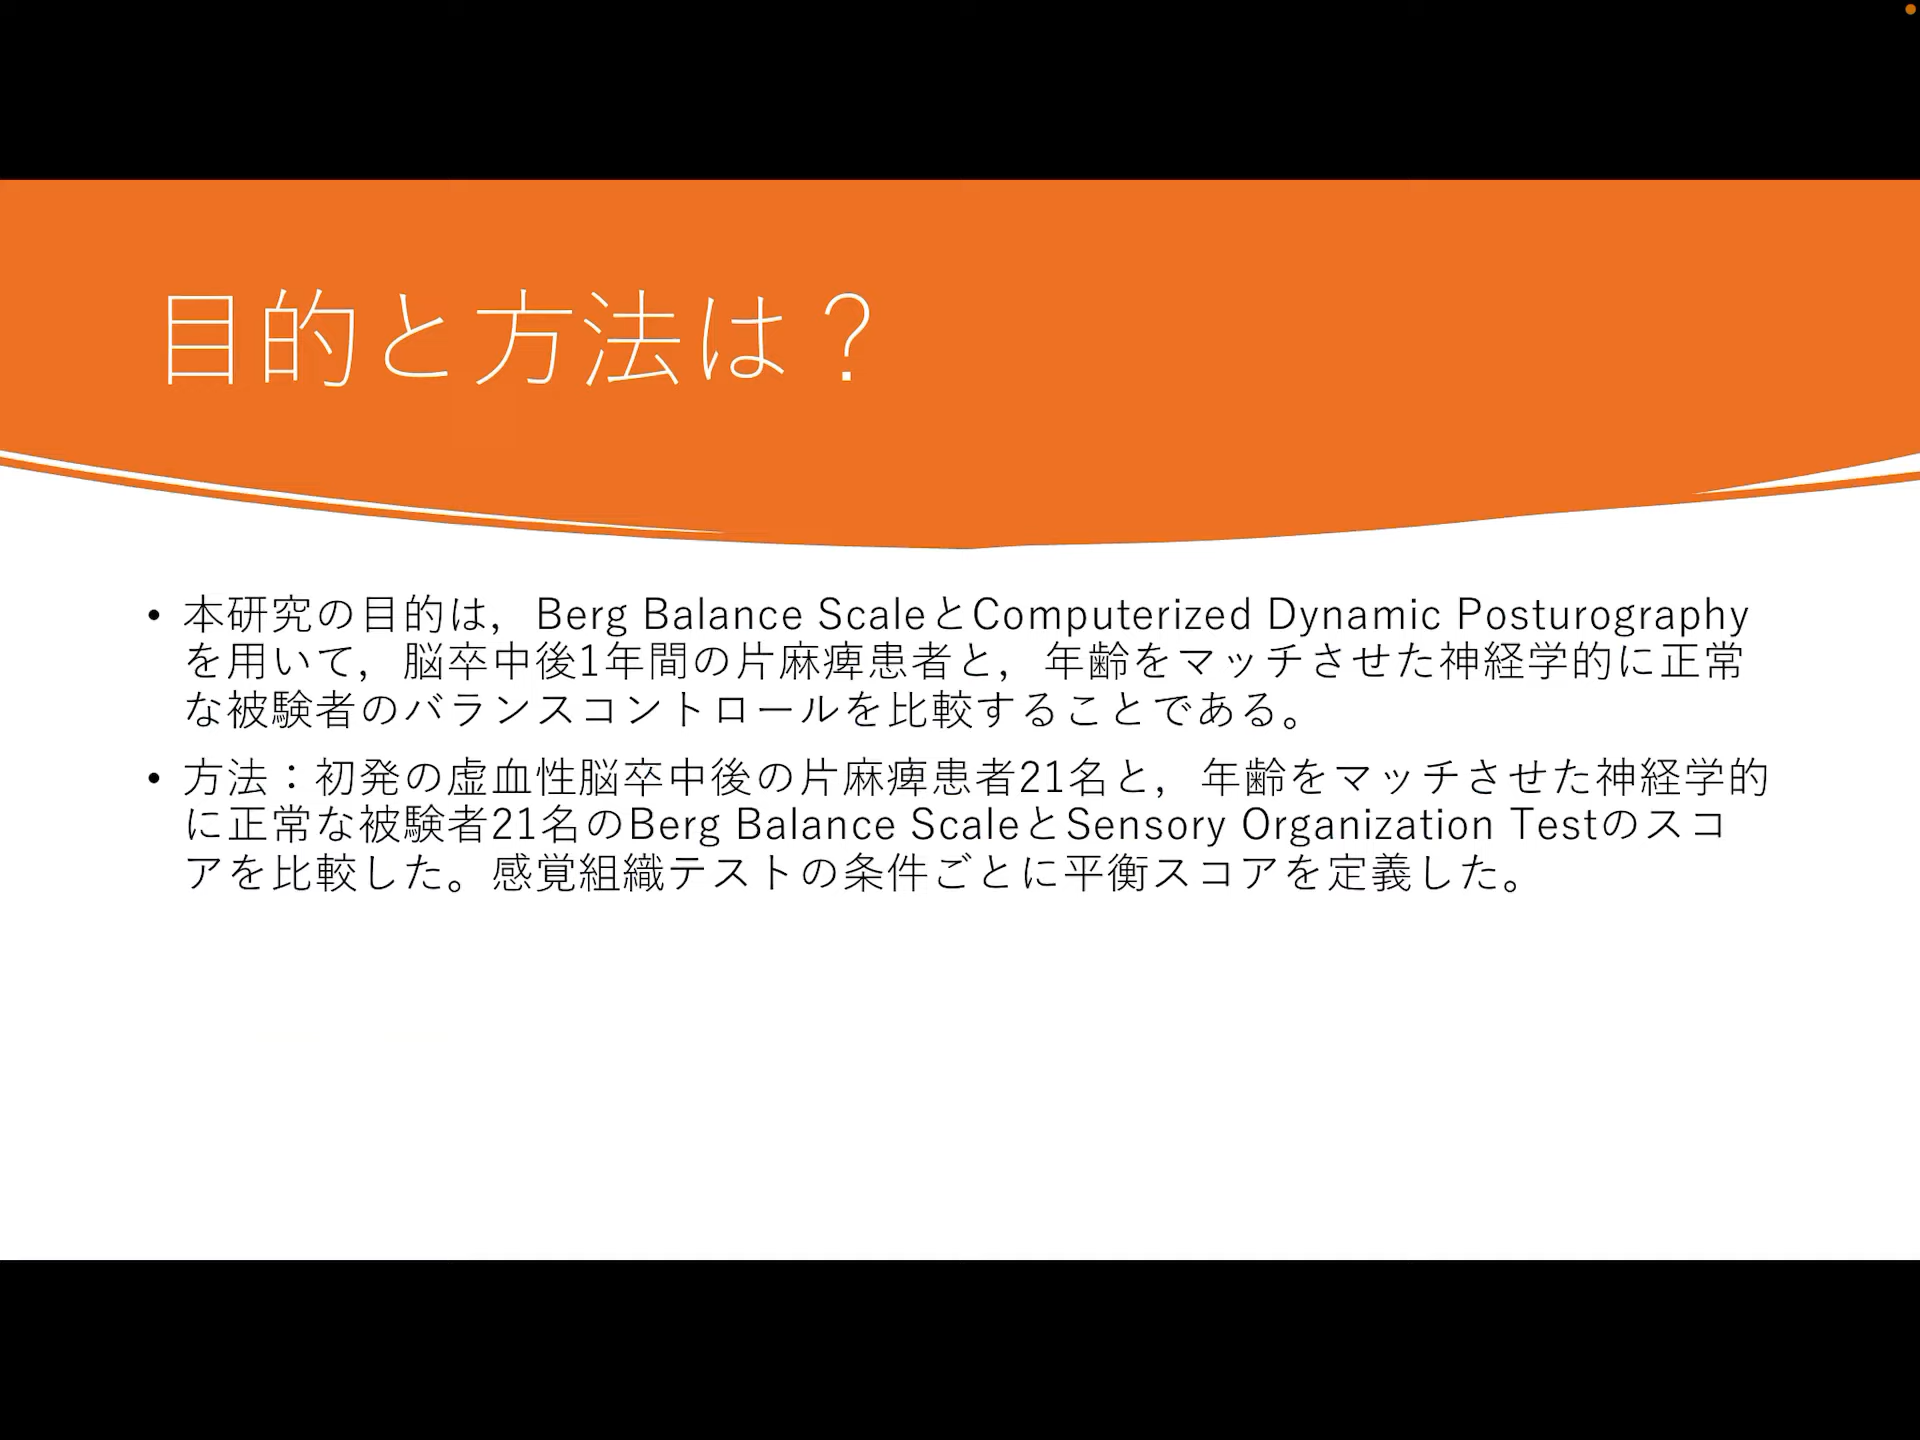 目的と方法は？
• 本研究の目的は，Berg Balance ScaleとComputerized Dynamic Posturography
を用いて，脳卒中後1年間の片麻痺患者と，年齢をマッチさせた神経学的に正常
な被験者のバランスコントロールを比較することである。
• 方法：初発の虚血性脳卒中後の片麻痺患者21名と，年齢をマッチさせた神経学的
に正常な被験者21名のBerg Balance ScaleとSensory Organization Testのスコ
アを比較した。感覚組織テストの条件ごとに平衡スコアを定義した。